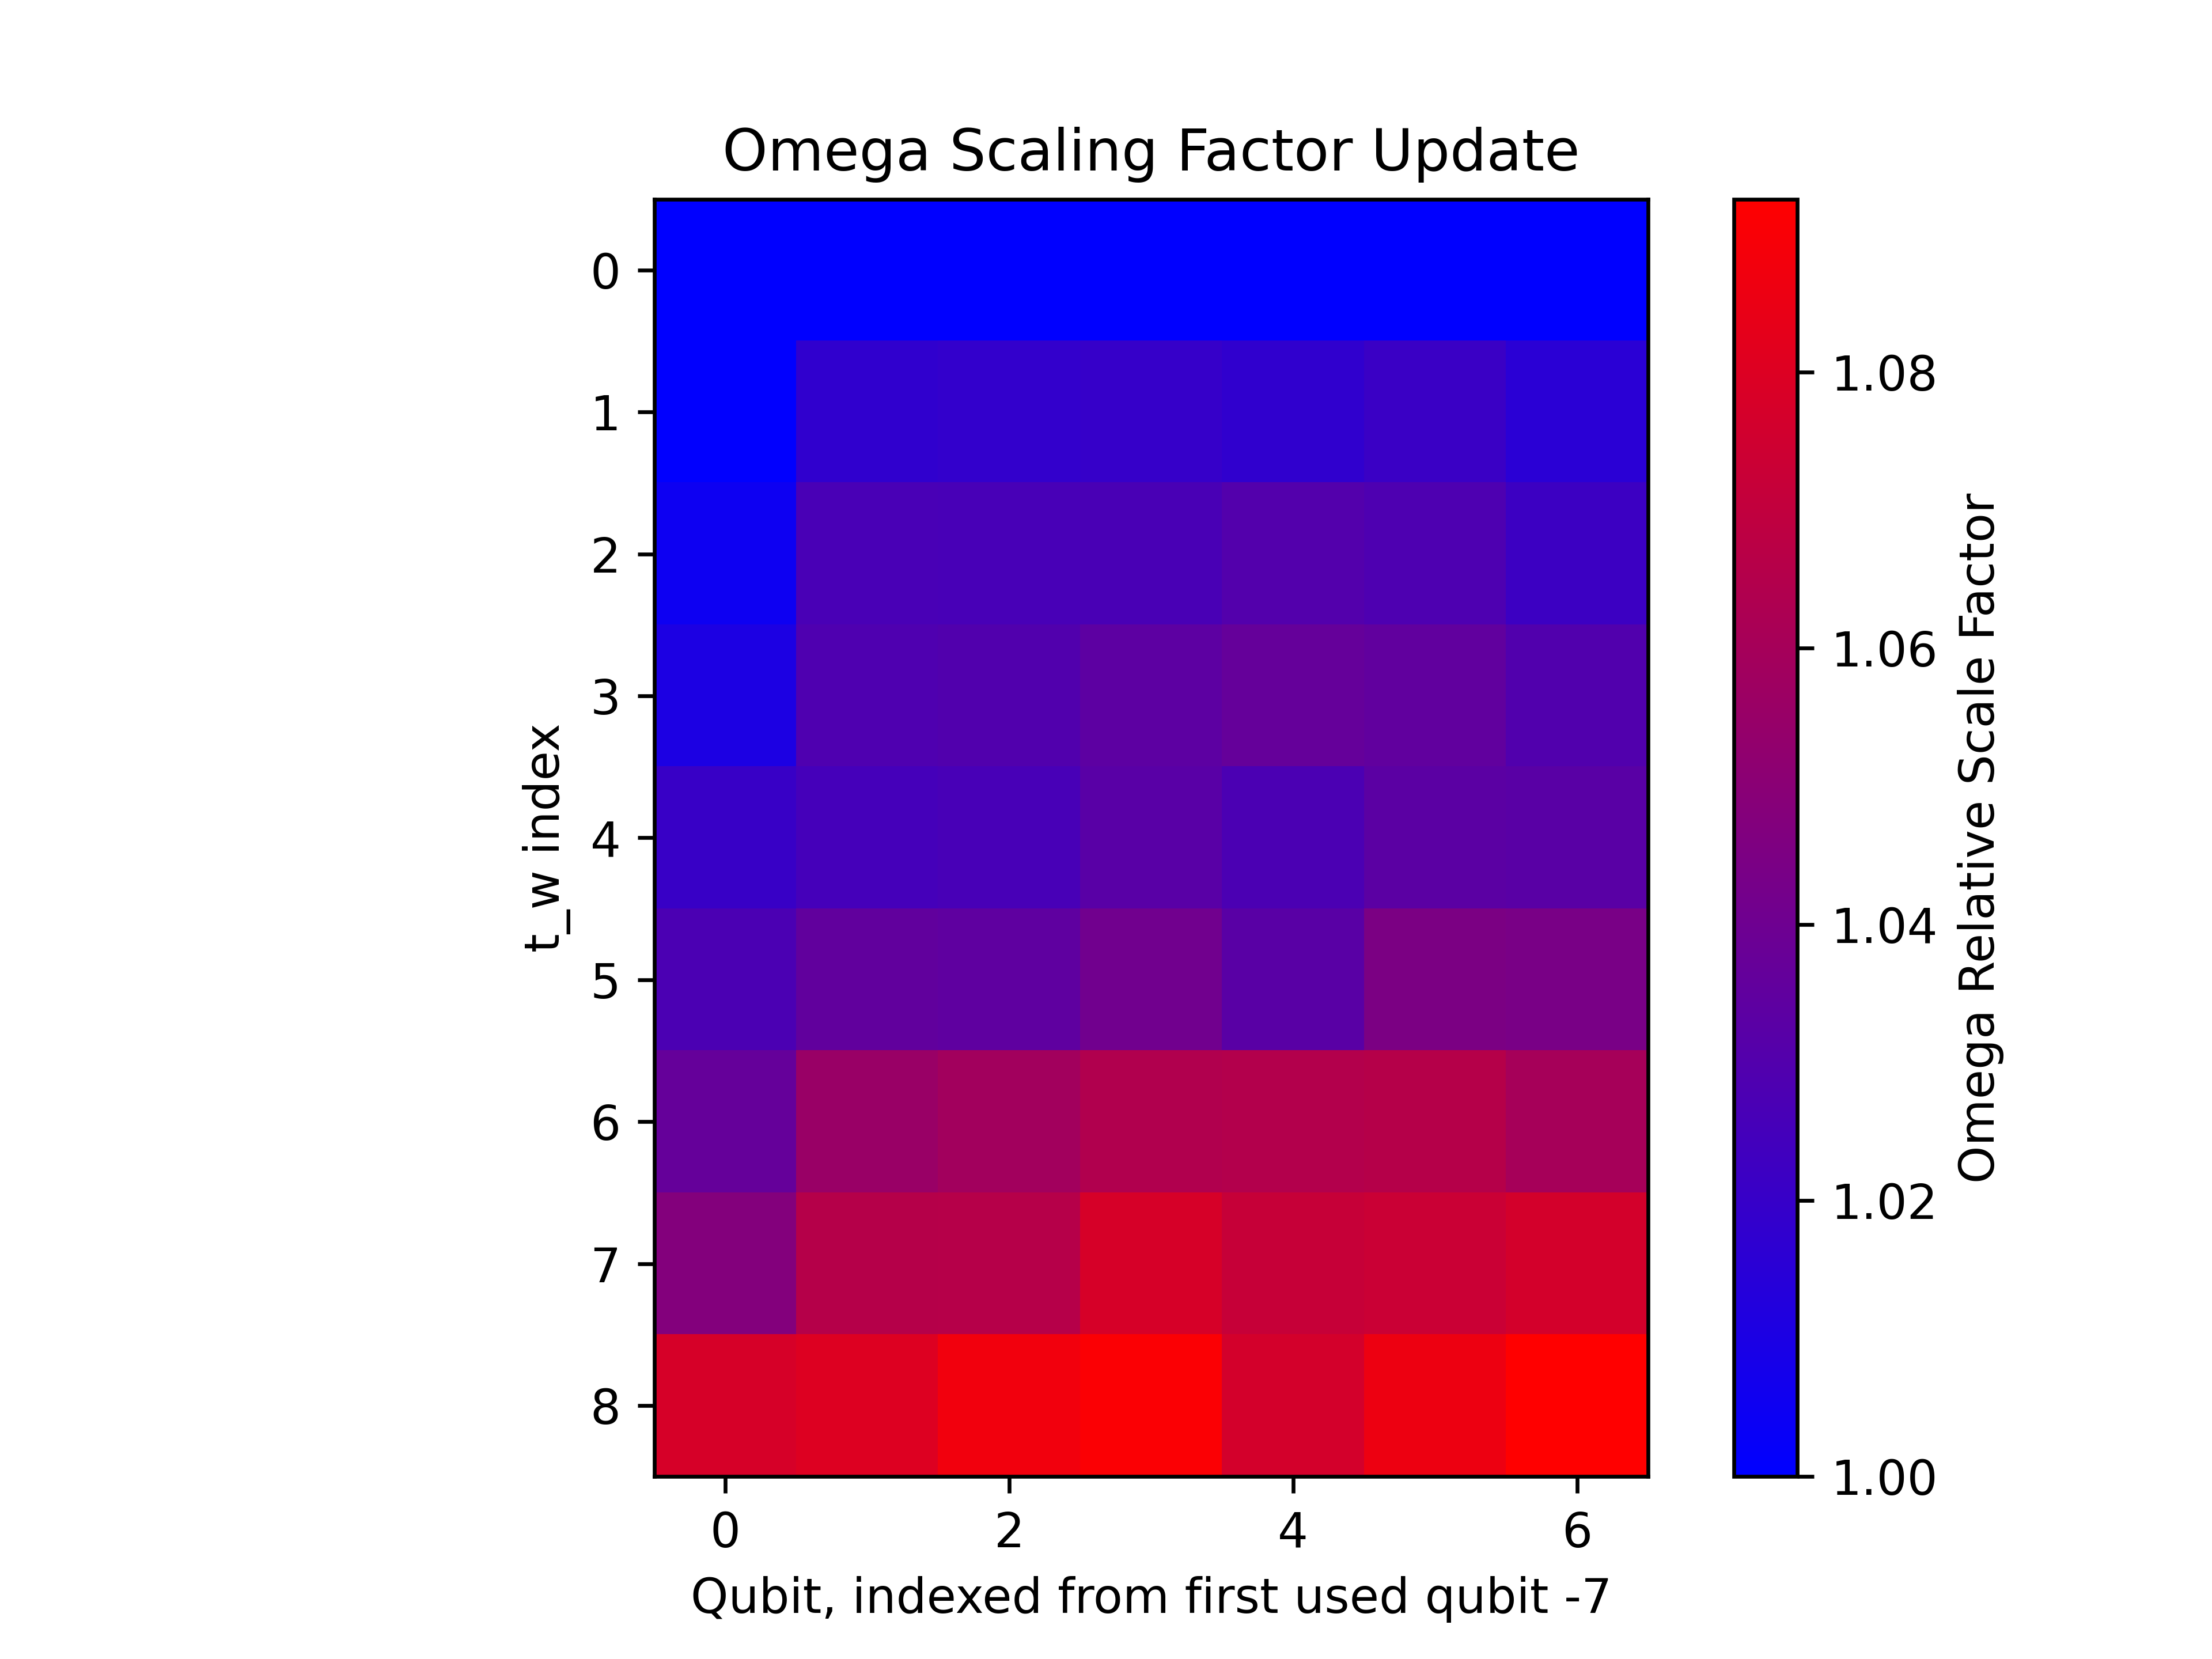 Omega Scaling Factor Update
t_w index
0
1
2
3
4
5
6
7
8
0 2 4 6
Qubit, indexed from first used qubit -7
1.08
1.06
1.04
1.02
1.00
Omega Relative Scale Factor